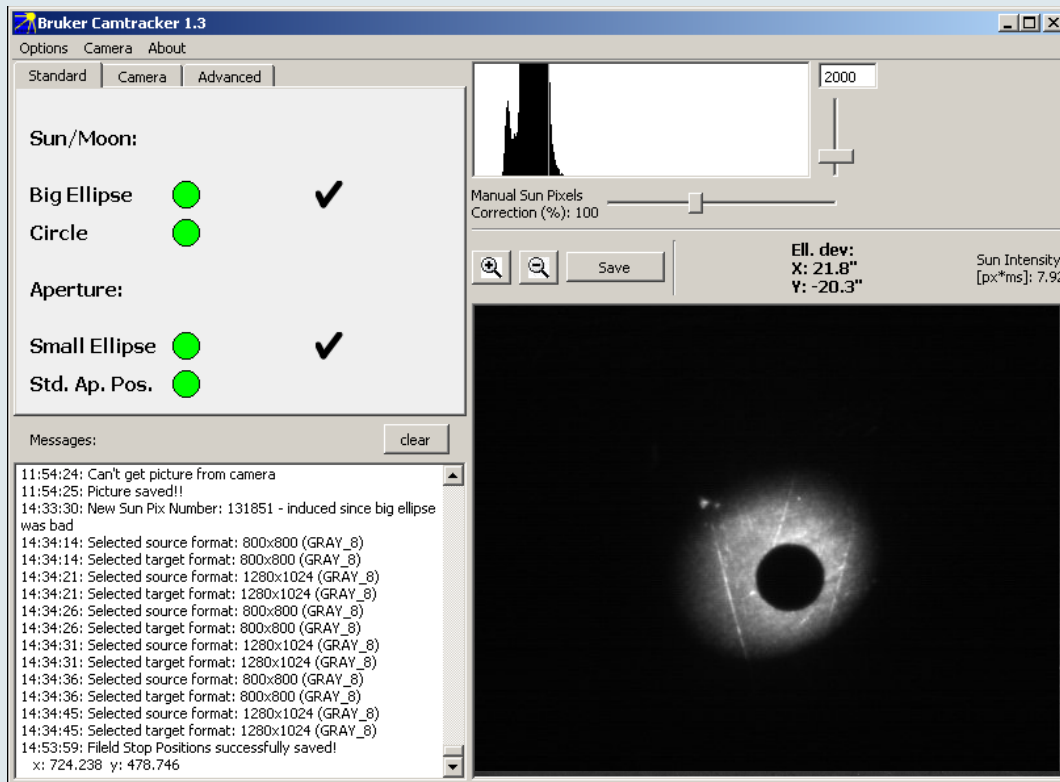 Bruker Camtracker 1.3
Options Camera About
Standard Camera Advanced
Sun/Moon:
Big Ellipse
Circle
Aperture:
Small Ellipse
Std. Ap. Pos.
2000
Manual Sun Pixels
Correction (%): 100
Save
Ell. dev:
X: 21.8"
Y: -20.3"
Sun Intensity
[px*ms]: 7.92
Messages:
clear
11:54:24: Can't get picture from camera
11:54:25: Picture saved!!
14:33:30: New Sun Pix Number: 131851 - induced since big ellipse
was bad
14:34:14: Selected source format: 800x800 (GRAY_8)
14:34:14: Selected target format: 800x800 (GRAY_8)
14:34:21: Selected source format: 1280x1024 (GRAY_8)
14:34:21: Selected target format: 1280x1024 (GRAY_8)
14:34:26: Selected source format: 800x800 (GRAY_8)
14:34:26: Selected target format: 800x800 (GRAY_8)
14:34:31: Selected source format: 1280x1024 (GRAY_8)
14:34:31: Selected target format: 1280x1024 (GRAY_8)
14:34:36: Selected source format: 800x800 (GRAY_8)
14:34:36: Selected target format: 800x800 (GRAY_8)
14:34:45: Selected source format: 1280x1024 (GRAY_8)
14:34:45: Selected target format: 1280x1024 (GRAY_8)
14:53:59: Fileld Stop Positions successfully saved!
x: 724.238 y: 478.746